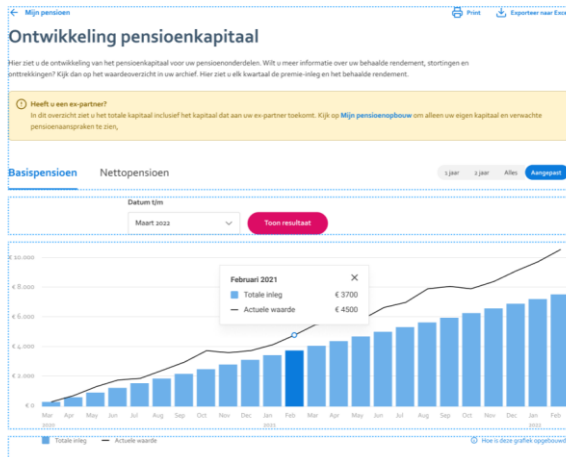 ← Mijn pensioen
Print
Exporteer naar Exce
Ontwikkeling pensioenkapitaal
Hier ziet u de ontwikkeling van het pensioenkapitaal voor uw pensioenonderdelen. Wilt u meer informatie over uw behaalde rendement, stortingen en
onttrekkingen? Kijk dan op het waardeoverzicht in uw archief. Hier ziet u elk kwartaal de premie-inleg en het behaalde rendement.
Heeft u een ex-partner?
In dit overzicht ziet u het totale kapitaal inclusief het kapitaal dat aan uw ex-partner toekomt. Kijk op Mijn pensioenopbouw om alleen uw eigen kapitaal en verwachte
pensioenaanspraken te zien,
Basispensioen Nettopensioen
1 jaar 2 jaar Alles Aangepast
Datum t/m
Maart 2022
Toon resultaat
€ 10.000
€ 8.000
€ 6.000
€ 4.000
€ 2.000
€ 0
Februari 2021
Totale inleg € 3700
Actuele waarde € 4500
Mar Apr May Jun Jul Aug Sep Oct Nov Dec Jan Feb Mar Apr May Jun Jul Aug Sep Oct Nov Dec Jan Feb
2020 2021 2022
Totale inleg Actuele waarde
Hoe is deze grafiek opgebouwd